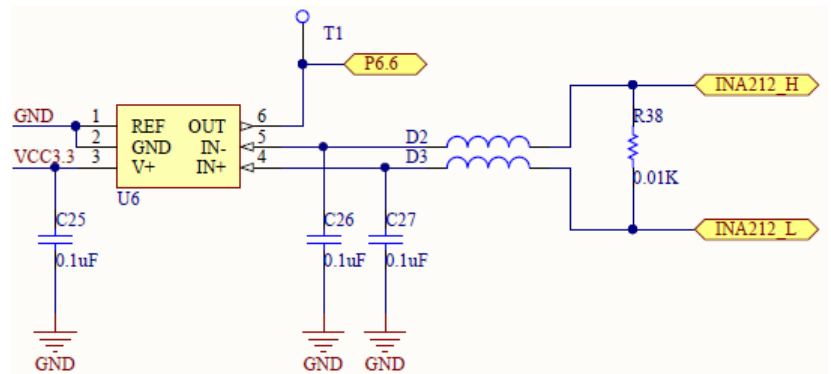 T1
P6.6
INA212_H
GND
1
REF
OUT
6
R38
2
GND
IN-
5
D2
VCC3.3
3
V+
IN+
4
D3
0.01K
U6
C25
C26
C27
INA212_L
0.1uF
0.1uF
0.1uF
GND
GND
GND